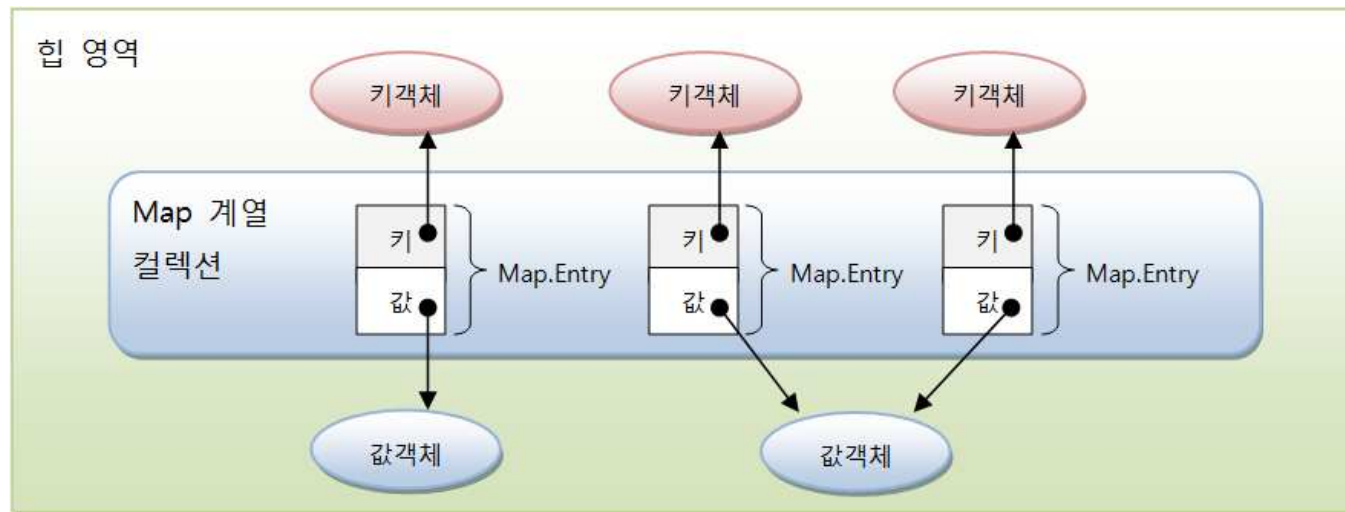 힙 영역
키객체
키객체
키객체
Map 계열
컬렉션
키
값
Map.Entry
키
값
Map.Entry
키
값
Map.Entry
값객체
값객체